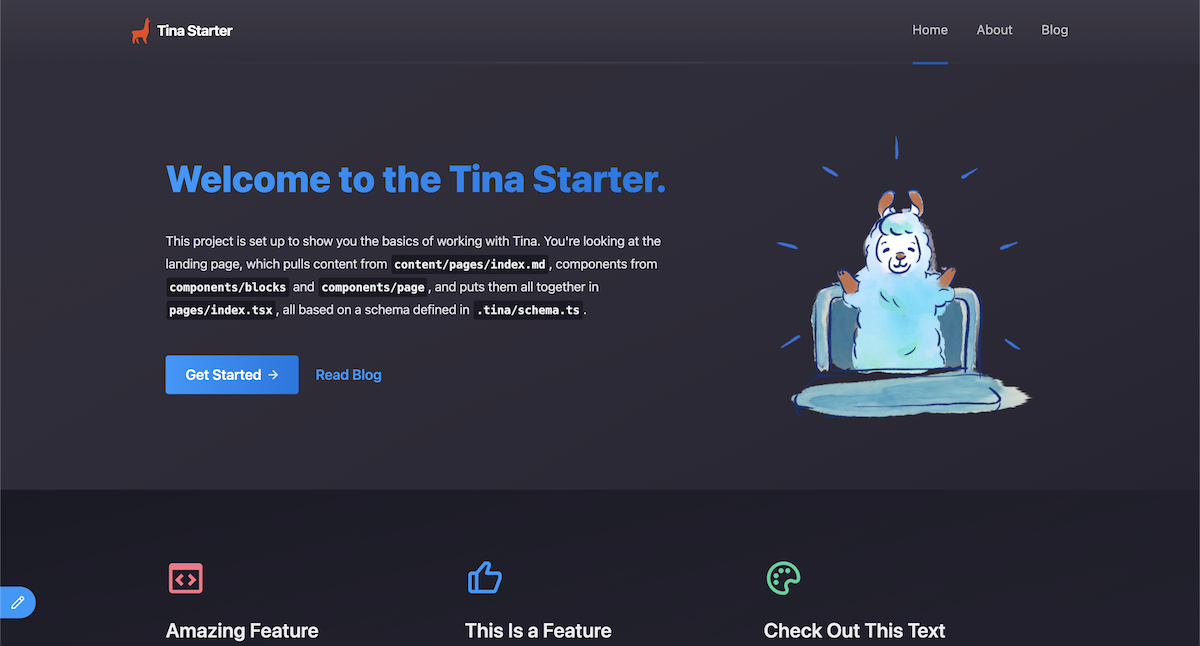 Tina Starter
Home
About
Blog
Welcome to the Tina Starter.
This project is set up to show you the basics of working with Tina. You're looking at the
landing page, which pulls content from content/pages/index.md, components from
components/blocks and components/page, and puts them all together in
pages/index.tsx, all based on a schema defined in .tina/schema.ts.
Get Started →
Read Blog
Amazing Feature
This Is a Feature
Check Out This Text